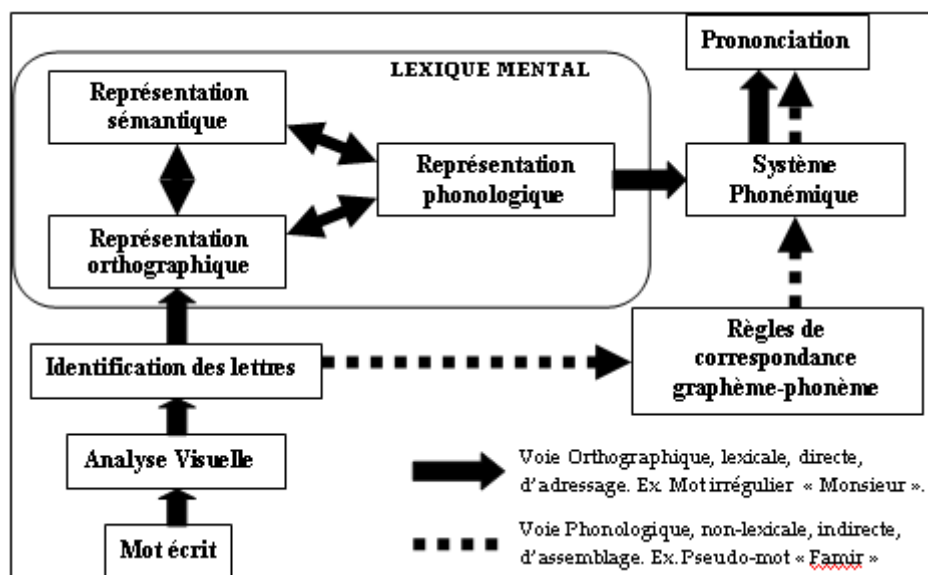 Prononciation
LEXIQUE MENTAL
Représentation
sémantique
Représentation
phonologique
Système
Phonémique
Représentation
orthographique
Identification des lettres
Règles de
correspondance
graphème-phonème
Analyse Visuelle
Mot écrit
Voie Orthographique, lexicale, directe,
d'adressage. Ex. Mot irrégulier « Monsieur ».
Voie Phonologique, non-lexicale, indirecte,
d'assemblage. Ex. Pseudo-mot « Famir »